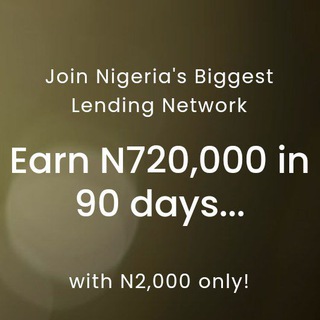 Join Nigeria's Biggest
Lending Network
Earn N720,000 in
90 days...
with N2,000 only!